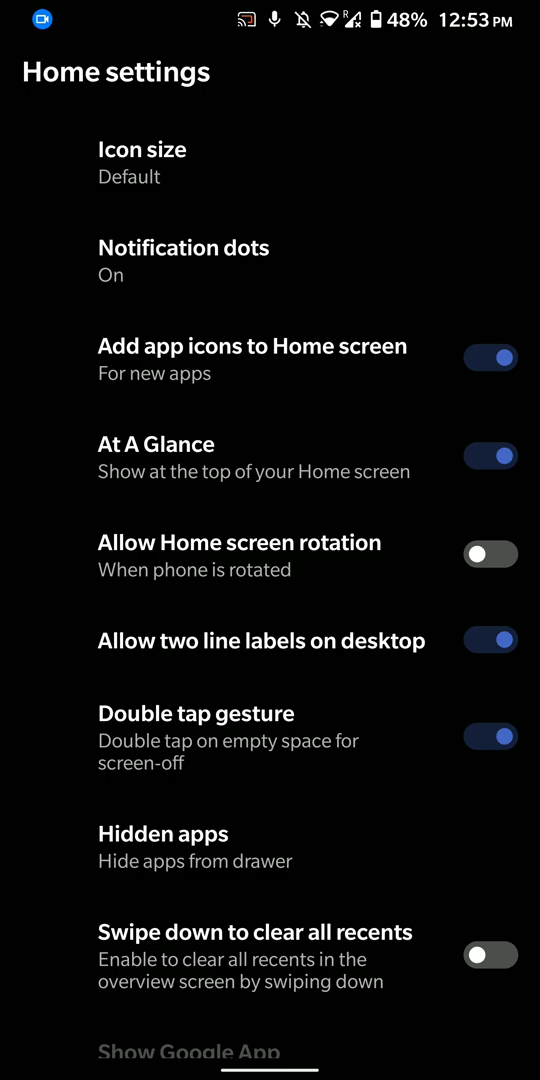 R 48% 12:53 PM
Home settings
Icon size
Default
Notification dots
On
Add app icons to Home screen
For new apps
At A Glance
Show at the top of your Home screen
Allow Home screen rotation
When phone is rotated
Allow two line labels on desktop
Double tap gesture
Double tap on empty space for
screen-off
Hidden apps
Hide apps from drawer
Swipe down to clear all recents
Enable to clear all recents in the
overview screen by swiping down
Show Google App